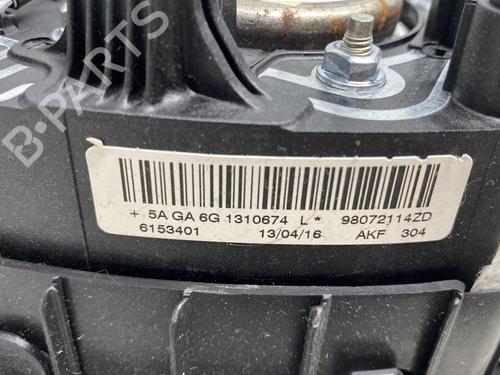 B-PARTS
+ 5A GA 6G 1310674 L * 98072114ZD
6153401 13/04/16 AKF 304